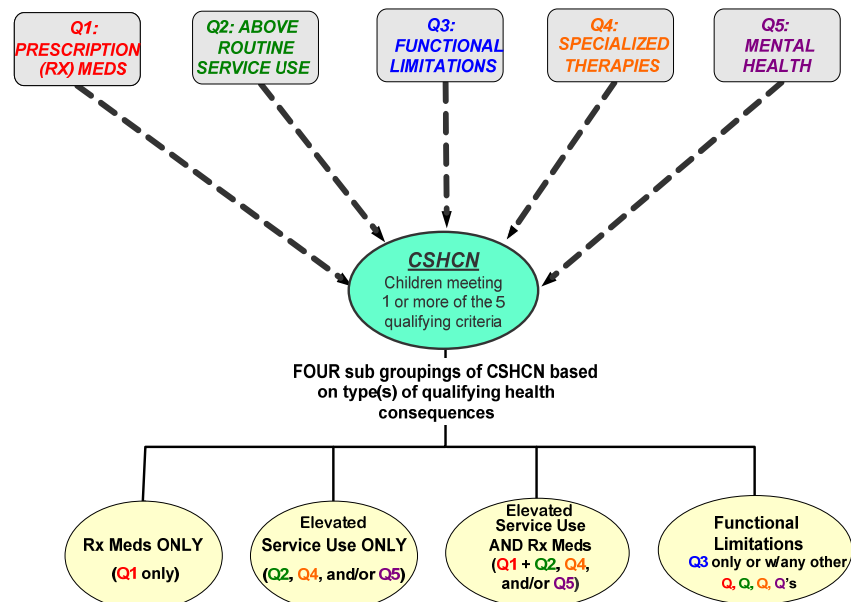 Q1:
PRESCRIPTION
(RX) MEDS
Q2: ABOVE
ROUTINE
SERVICE USE
Q3:
FUNCTIONAL
LIMITATIONS
Q4:
SPECIALIZED
THERAPIES
Q5:
MENTAL
HEALTH
CSHCN
Children meeting
1 or more of the 5
qualifying criteria
FOUR sub groupings of CSHCN based
on type(s) of qualifying health
consequences
Rx Meds ONLY
(Q1 only)
Elevated
Service Use ONLY
(Q2, Q4, and/or Q5)
Elevated
Service Use
AND Rx Meds
(Q1 + Q2, Q4,
and/or Q5)
Functional
Limitations
Q3 only or w/any other
Q, Q, Q, Q's